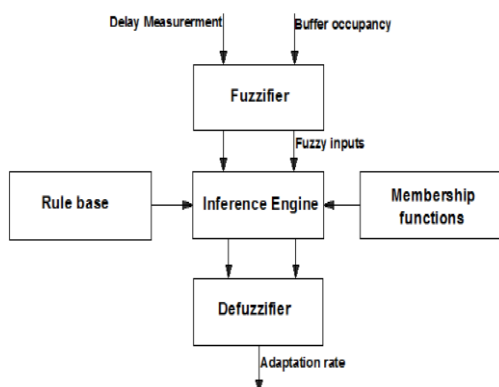 Delay Measurerment
Buffer occupancy
Fuzzifier
Fuzzy inputs
Rule base
Inference Engine
Membership
functions
Defuzzifier
Adaptation rate